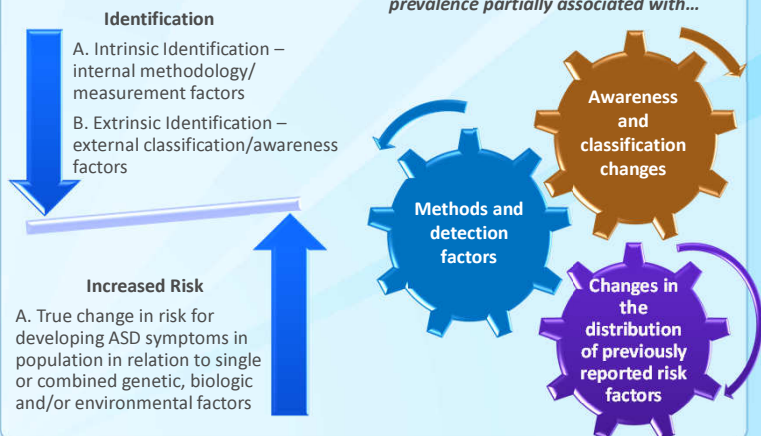 prevalence partially associated with...
Identification
A. Intrinsic Identification –
internal methodology/
measurement factors
B. Extrinsic Identification –
external classification/awareness
factors
Increased Risk
A. True change in risk for
developing ASD symptoms in
population in relation to single
or combined genetic, biologic
and/or environmental factors
Methods and
detection
factors
Awareness
and
classification
changes
Changes in
the
distribution
of previously
reported risk
factors